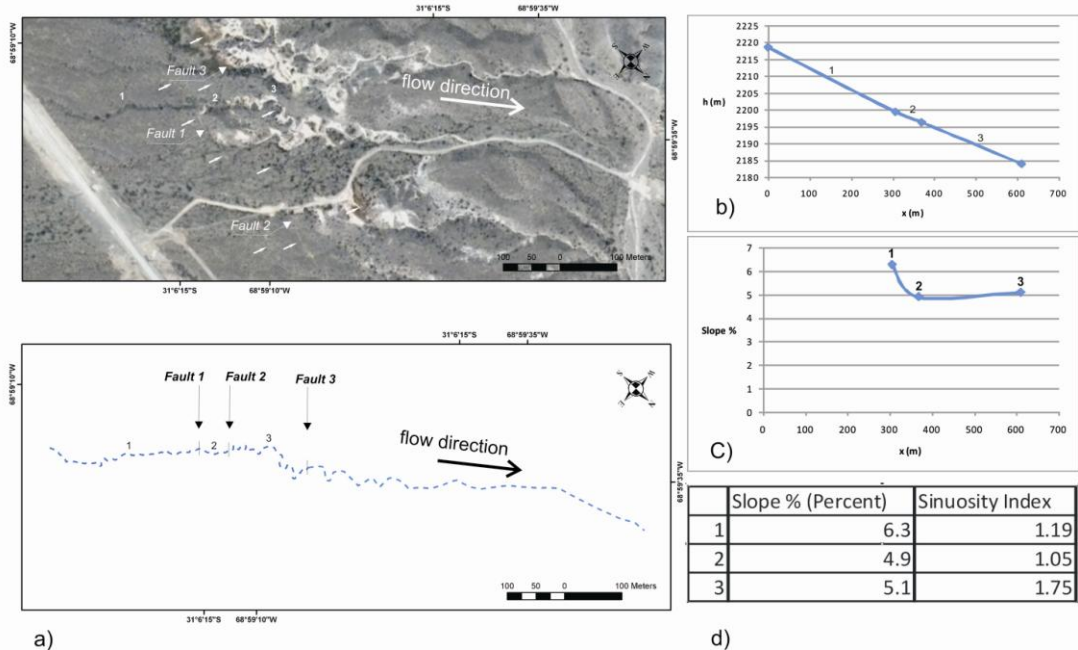 31°6'15"S 68°59'35"W
68°59'10"W
Fault 3
1 2 3
Fault 1
flow direction
68°59'35"W
Fault 2
100 50 0 100 Meters
31°6'15"S 68°59'10"W
31°6'15"S 68°59'35"W
68°59'10"W
Fault 1 Fault 2 Fault 3
1 2 3
flow direction
68°59'35"W
100 50 0 100 Meters
31°6'15"S 68°59'10"W
a)
2225
2220
2215
2210
2205
2200
2195
2190
2185
2180
h (m)
1
2
3
0 100 200 300 400 500 600 700
x (m)
b)
7
6
5
4
3
2
1
0
Slope %
1
2
3
0 100 200 300 400 500 600 700
x (m)
C)
Slope % (Percent) Sinuosity Index
1 6.3 1.19
2 4.9 1.05
3 5.1 1.75
d)